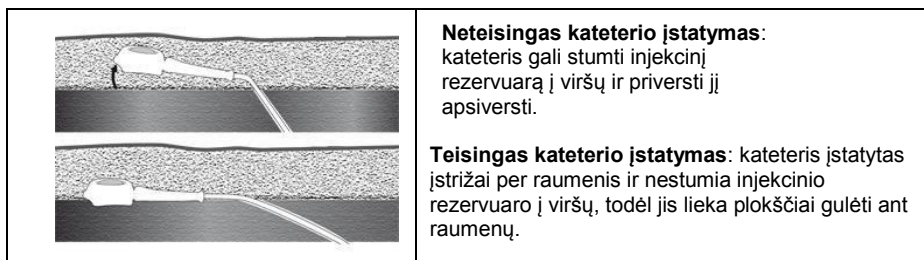 Neteisingas kateterio įstatymas:
kateteris gali stumti injekcinį
rezervuarą į viršų ir priversti jį
apsiversti.
Teisingas kateterio įstatymas: kateteris įstatytas
įstrižai per raumenis ir nestumia injekcinio
rezervuaro į viršų, todėl jis lieka plokščiai gulėti ant
raumenų.